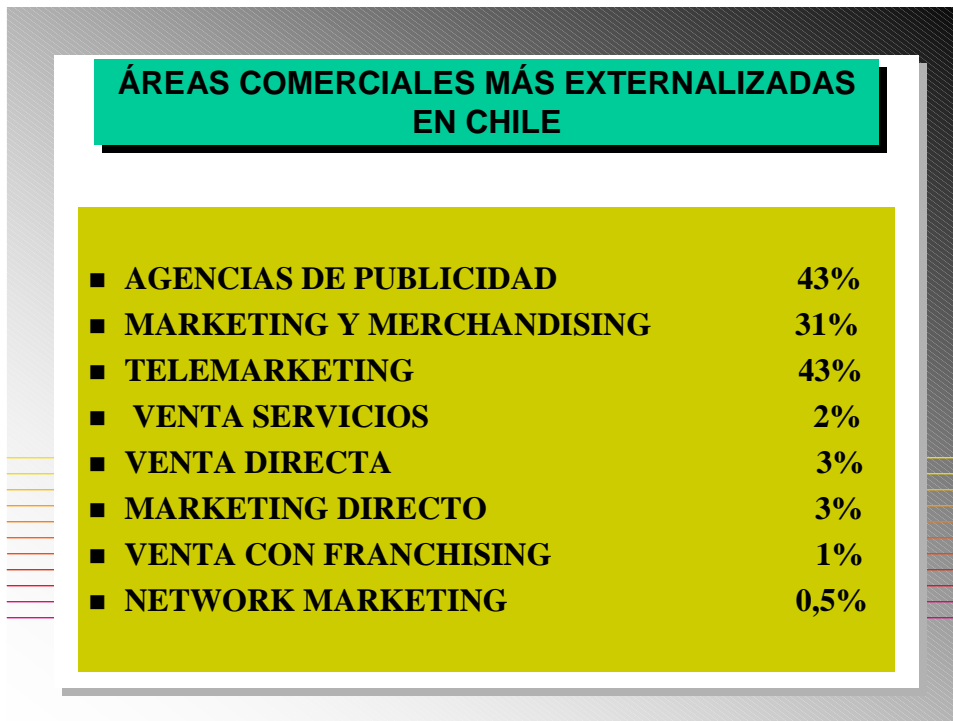 ÁREAS COMERCIALES MÁS EXTERNALIZADAS
EN CHILE
■ AGENCIAS DE PUBLICIDAD 43%
■ MARKETING Y MERCHANDISING 31%
■ TELEMARKETING 43%
■ VENTA SERVICIOS 2%
■ VENTA DIRECTA 3%
■ MARKETING DIRECTO 3%
■ VENTA CON FRANCHISING 1%
■ NETWORK MARKETING 0,5%